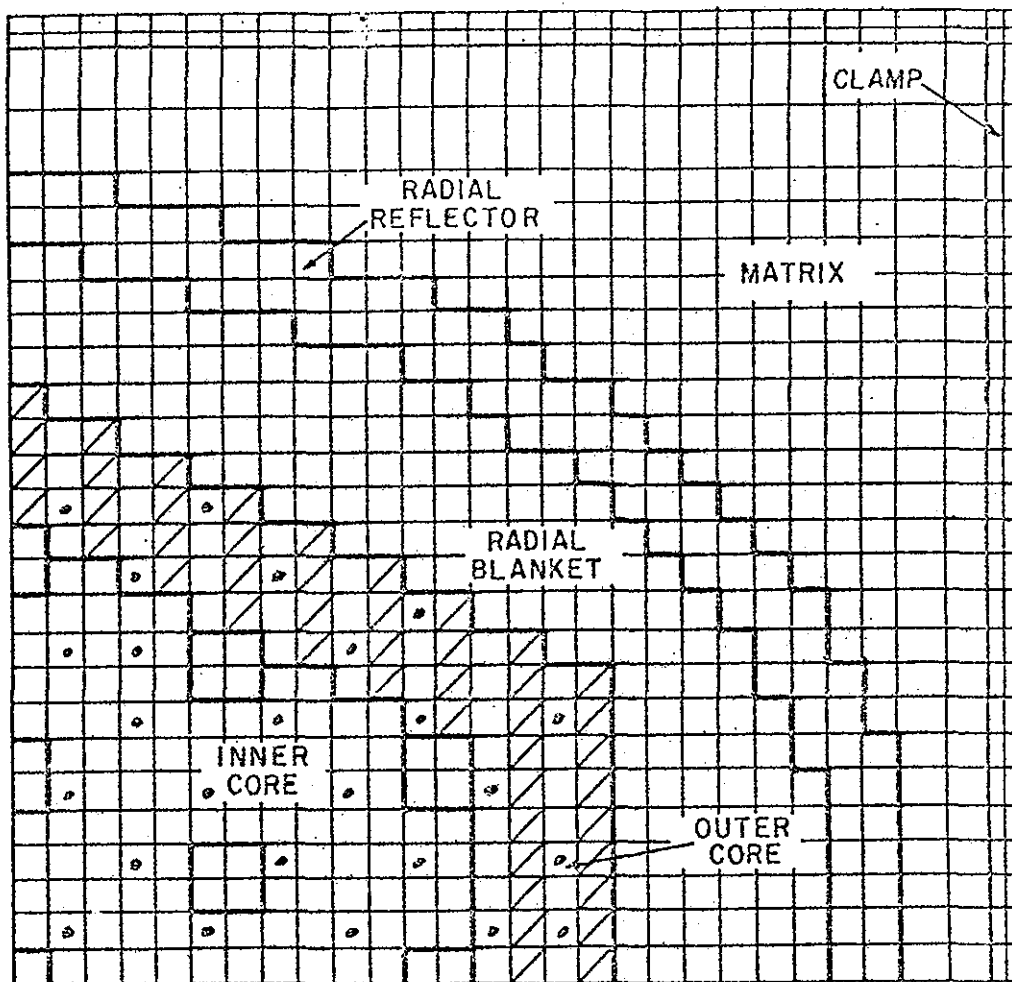 CLAMP
RADIAL
REFLECTOR
MATRIX
RADIAL
BLANKET
INNER
CORE
OUTER
CORE